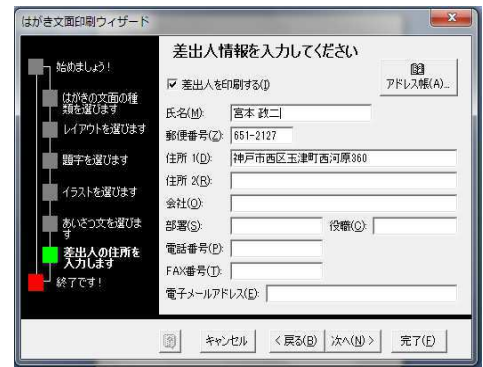 はがき文面印刷ウィザード
差出人情報を入力してください
始めましょう!
差出人を印刷する(I)
アドレス帳(A)...
はがきの文面の種
類を選びます
氏名(M): 宮本 政二
レイアウトを選びます
郵便番号(Z): 651-2127
題字を選びます
住所 1(D): 神戸市西区玉津町西河原360
住所 2(R):
イラストを選びます
会社(O):
あいさつ文を選びま
す
部署(S): 役職(C):
差出人の住所を
入力します
電話番号(P):
終了です!
FAX番号(T):
電子メールアドレス(E):
キャンセル < 戻る(B) 次へ(N) > 完了(F)